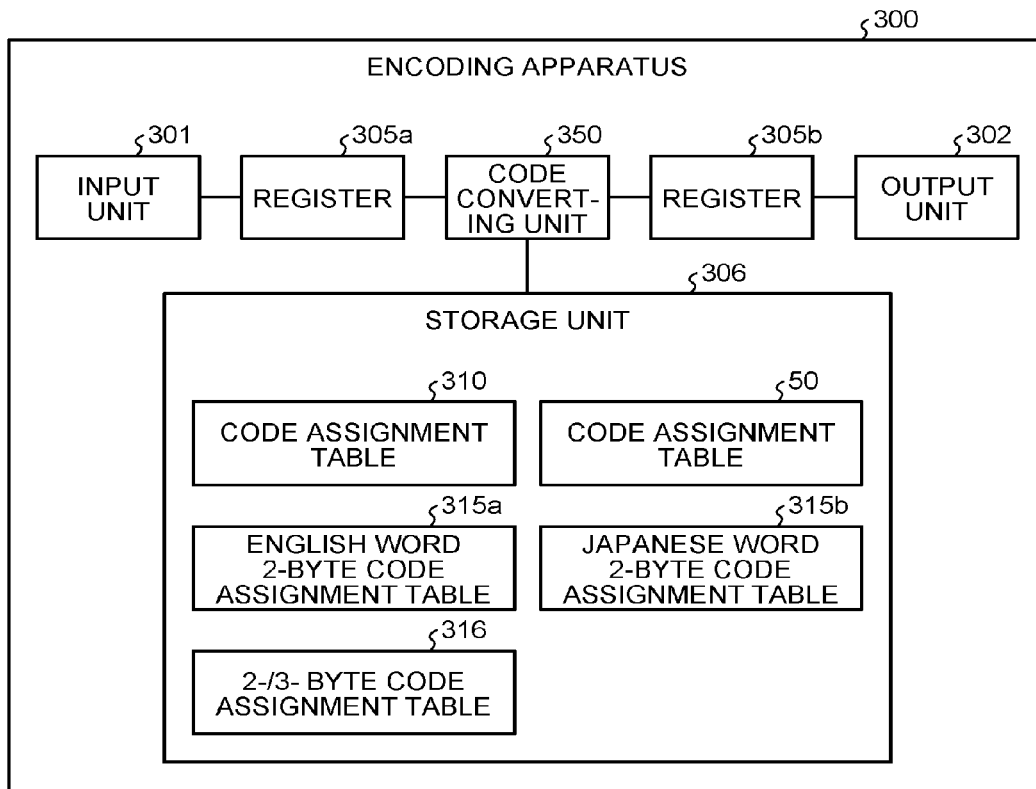 300
ENCODING APPARATUS
301
305a
350
305b
302
INPUT
UNIT
REGISTER
CODE
CONVERT-
ING UNIT
REGISTER
OUTPUT
UNIT
306
STORAGE UNIT
310
50
CODE ASSIGNMENT
TABLE
CODE ASSIGNMENT
TABLE
315a
315b
ENGLISH WORD
2-BYTE CODE
ASSIGNMENT TABLE
JAPANESE WORD
2-BYTE CODE
ASSIGNMENT TABLE
316
2-/3- BYTE CODE
ASSIGNMENT TABLE